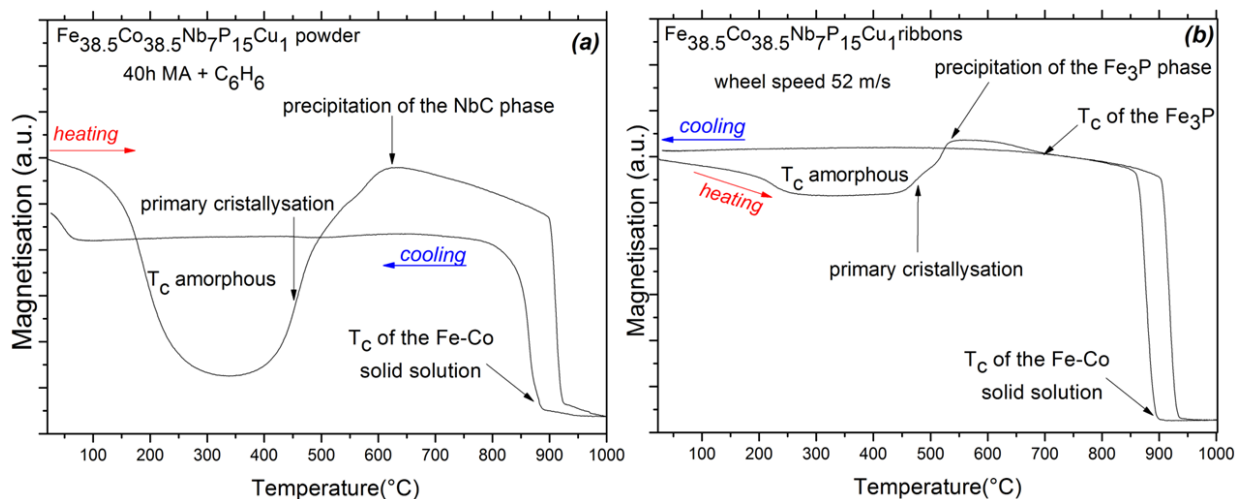 Fe38.5Co38.5Nb7P15Cu1 powder
(a)
40h MA + C6H6
precipitation of the NbC phase
heating
primary cristallysation
cooling
TC amorphous
TC of the Fe-Co
solid solution
Magnetisation (a.u.)
100 200 300 400 500 600 700 800 900 1000
Temperature(°C)
Fe38.5Co38.5Nb7P15Cu1 ribbons
(b)
wheel speed 52 m/s
precipitation of the Fe3P phase
cooling
TC of the Fe3P
TC amorphous
heating
primary cristallysation
TC of the Fe-Co
solid solution
Magnetisation (a.u.)
100 200 300 400 500 600 700 800 900 1000
Temperature(°C)